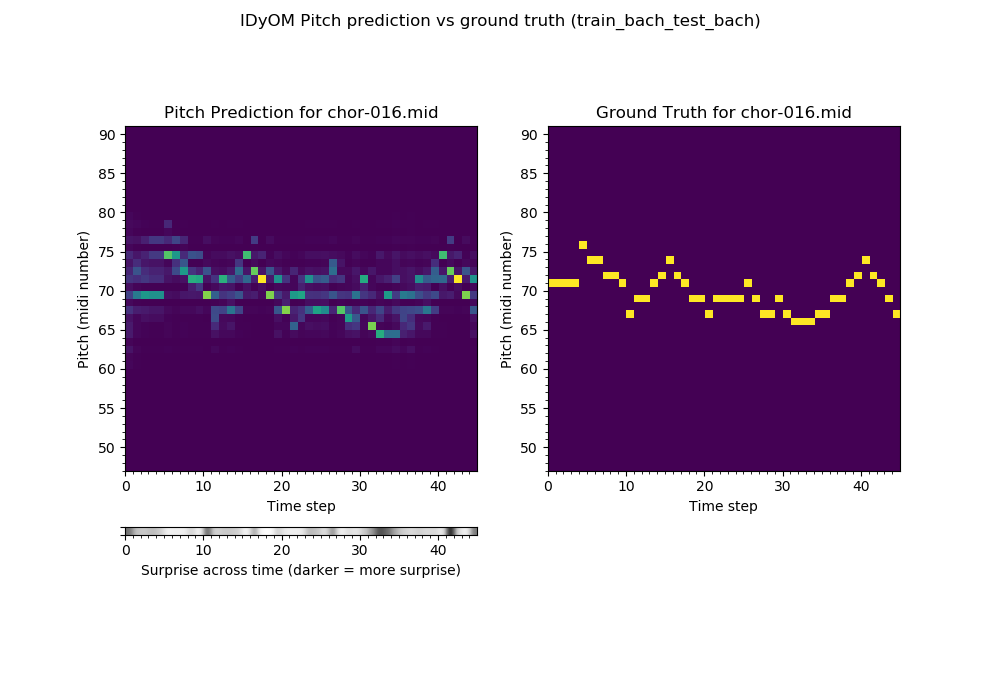 IDyOM Pitch prediction vs ground truth (train_bach_test_bach)
Pitch Prediction for chor-016.mid
90
85
80
75
70
65
60
55
50
Pitch (midi number)
0 10 20 30 40
Time step
0 10 20 30 40
Surprise across time (darker = more surprise)
Ground Truth for chor-016.mid
90
85
80
75
70
65
60
55
50
Pitch (midi number)
0 10 20 30 40
Time step